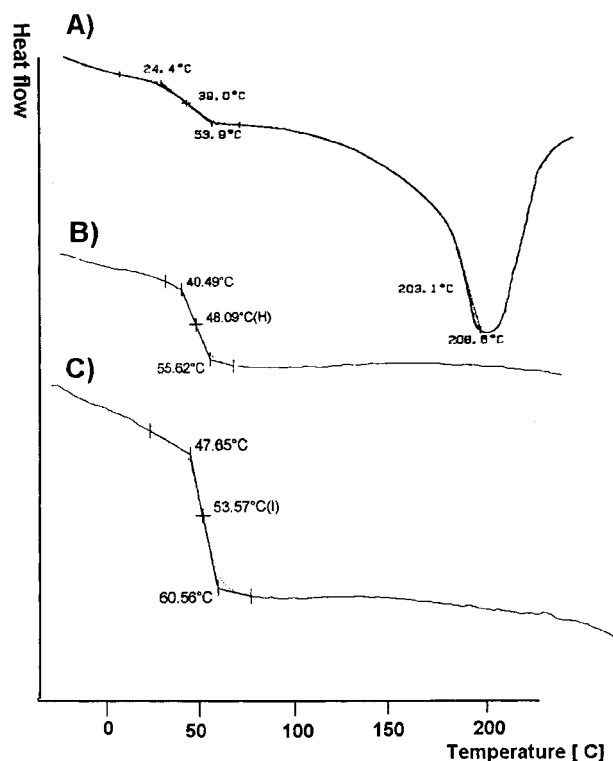 A)
Heat flow
24.4°C
39.0°C
53.9°C
203.1°C
208.6°C
B)
40.49°C
48.09°C(H)
55.62°C
C)
47.65°C
53.57°C(I)
60.56°C
0 50 100 150 200
Temperature [ C]